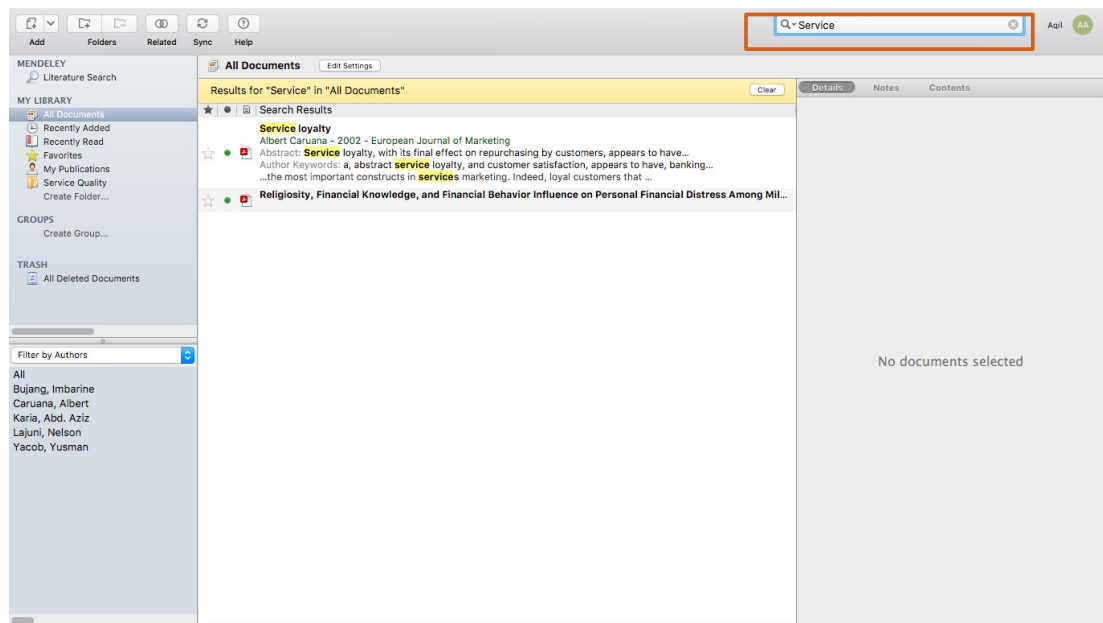 Service
Aqil AA
Add Folders Related Sync Help
MENDELEY
Literature Search
MY LIBRARY
All Documents
Recently Added
Recently Read
Favorites
My Publications
Service Quality
Create Folder...
GROUPS
Create Group...
TRASH
All Deleted Documents
Filter by Authors
All
Bujang, Imbarine
Caruana, Albert
Karia, Abd. Aziz
Lajuni, Nelson
Yacob, Yusman
All Documents Edit Settings
Results for "Service" in "All Documents" Clear
Search Results
Service loyalty
Albert Caruana - 2002 - European Journal of Marketing
Abstract: Service loyalty, with its final effect on repurchasing by customers, appears to have...
Author Keywords: a, abstract service loyalty, and customer satisfaction, appears to have, banking...
...the most important constructs in services marketing. Indeed, loyal customers that ...
Religiosity, Financial Knowledge, and Financial Behavior Influence on Personal Financial Distress Among Mil...
Details Notes Contents
No documents selected